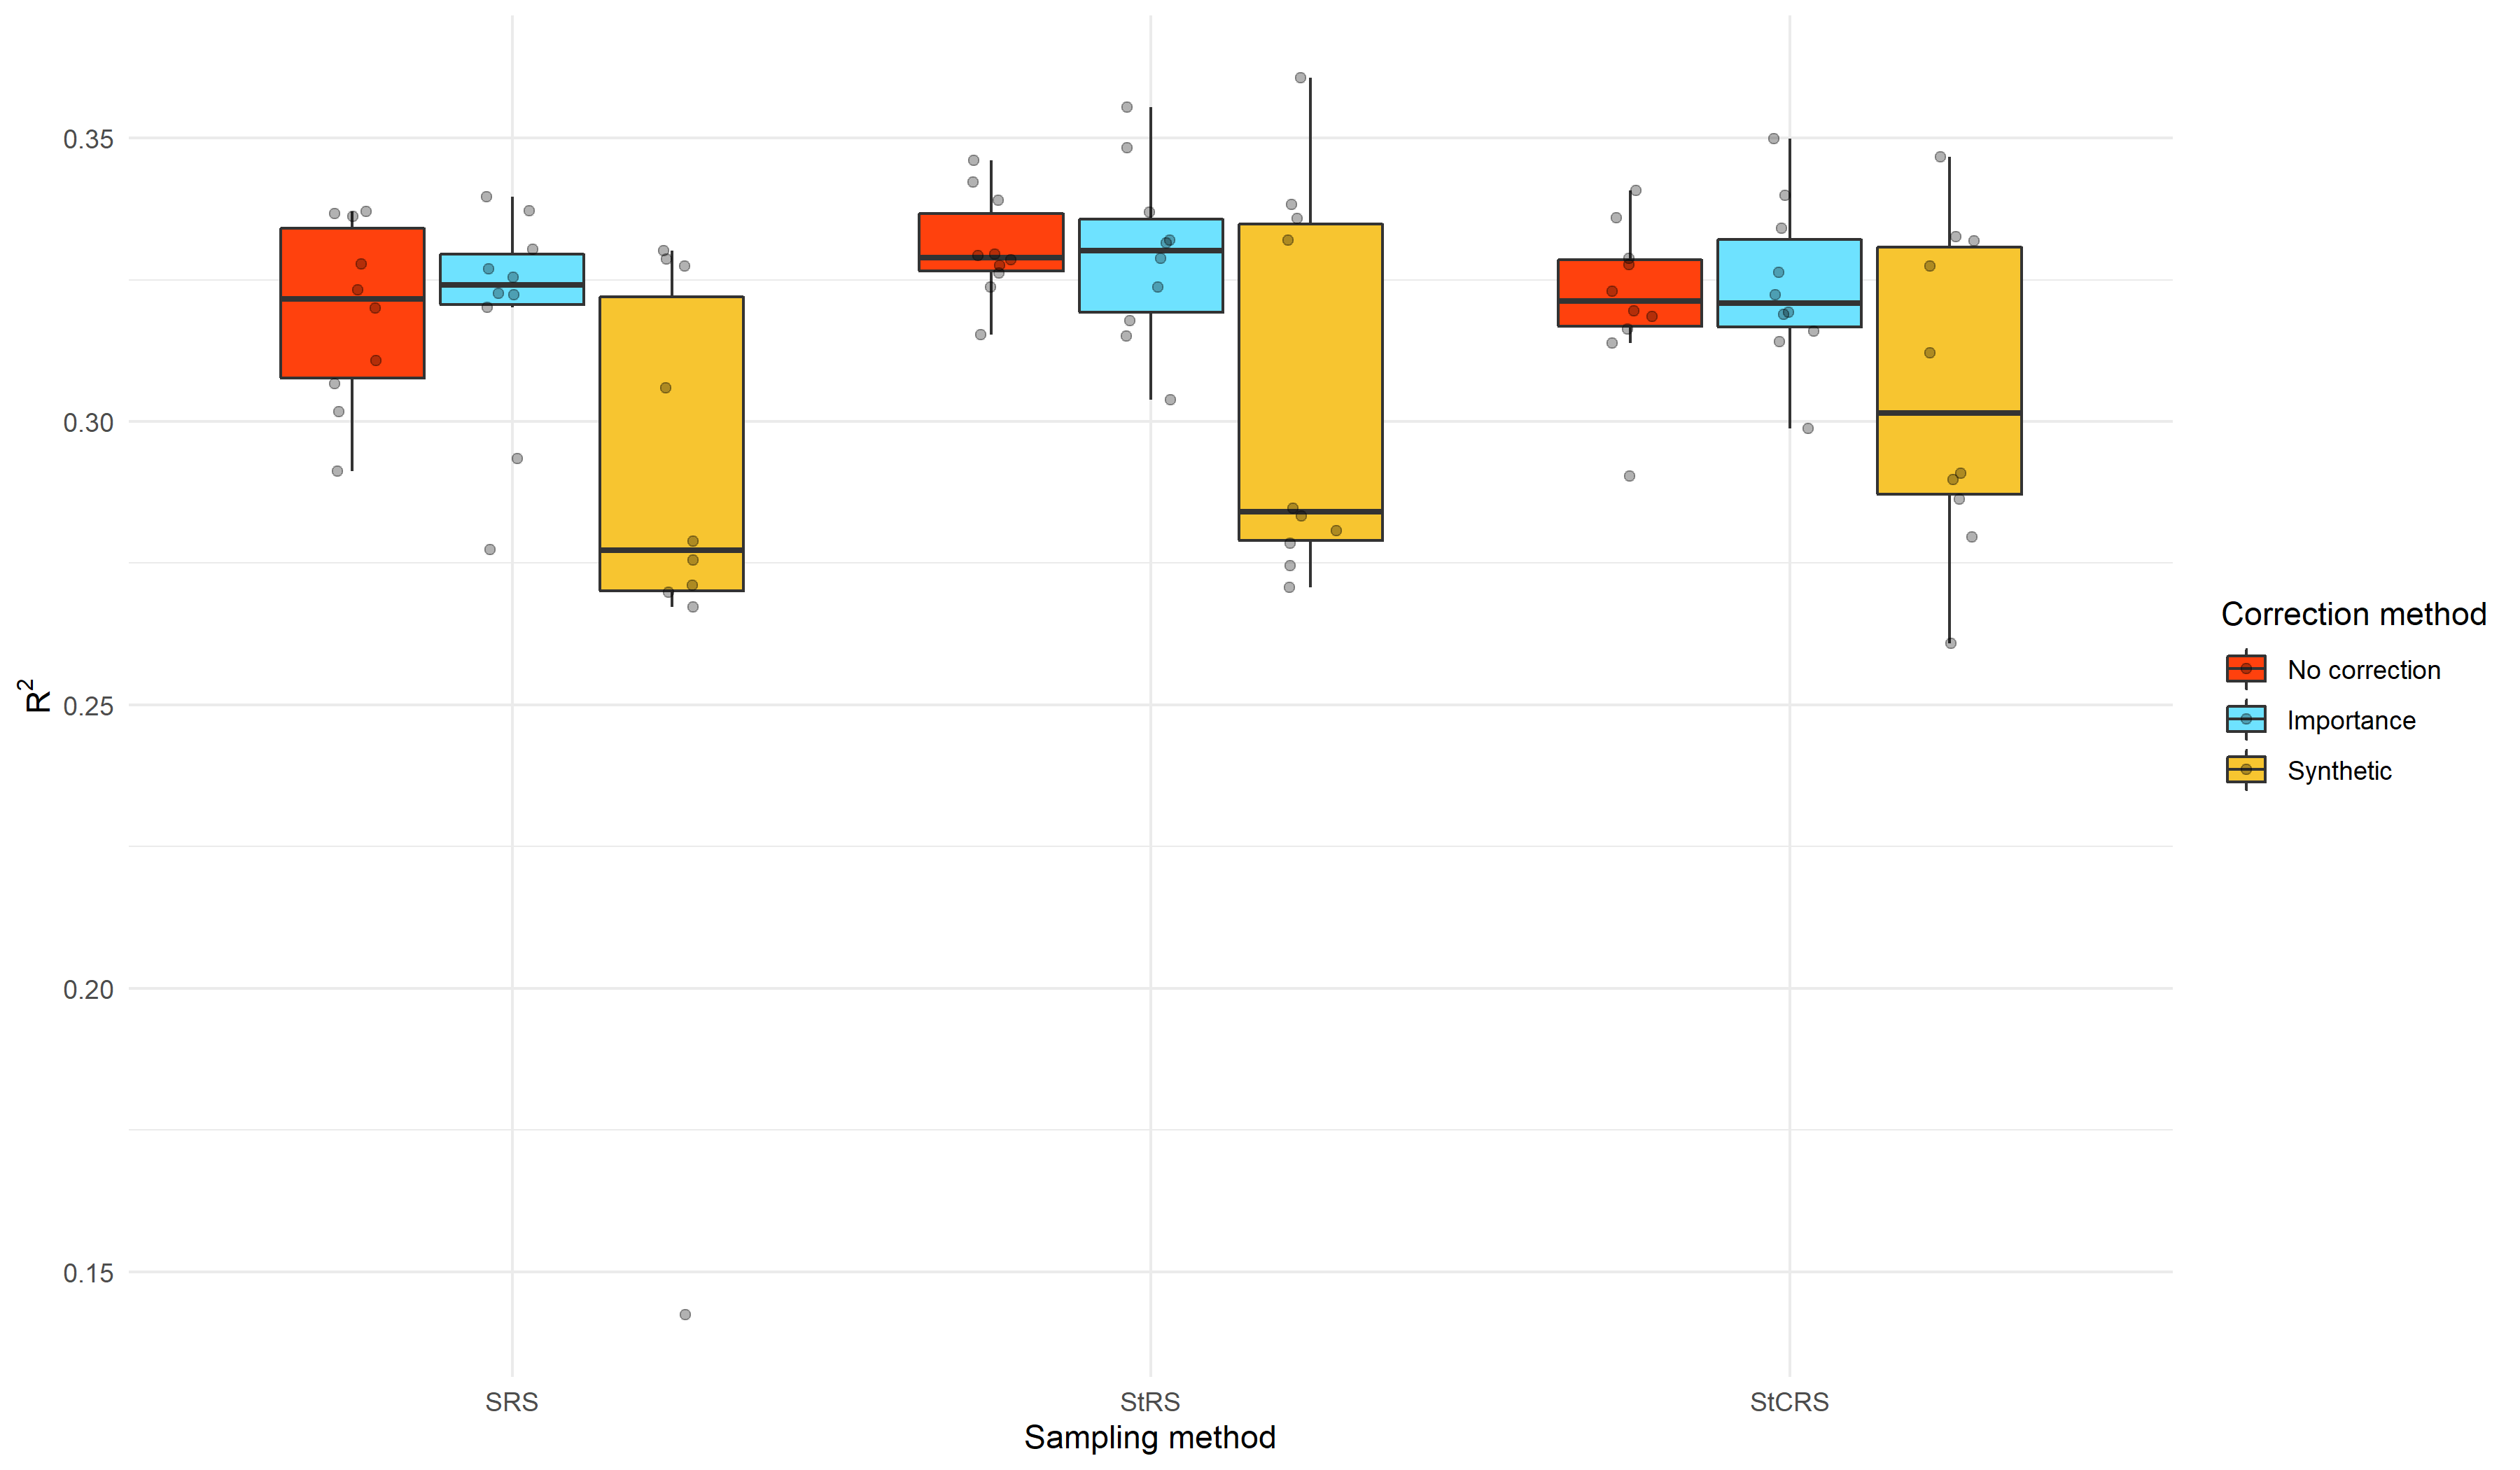 R²
0.35
0.30
0.25
0.20
0.15
SRS
StRS
StCRS
Sampling method
Correction method
No correction
Importance
Synthetic